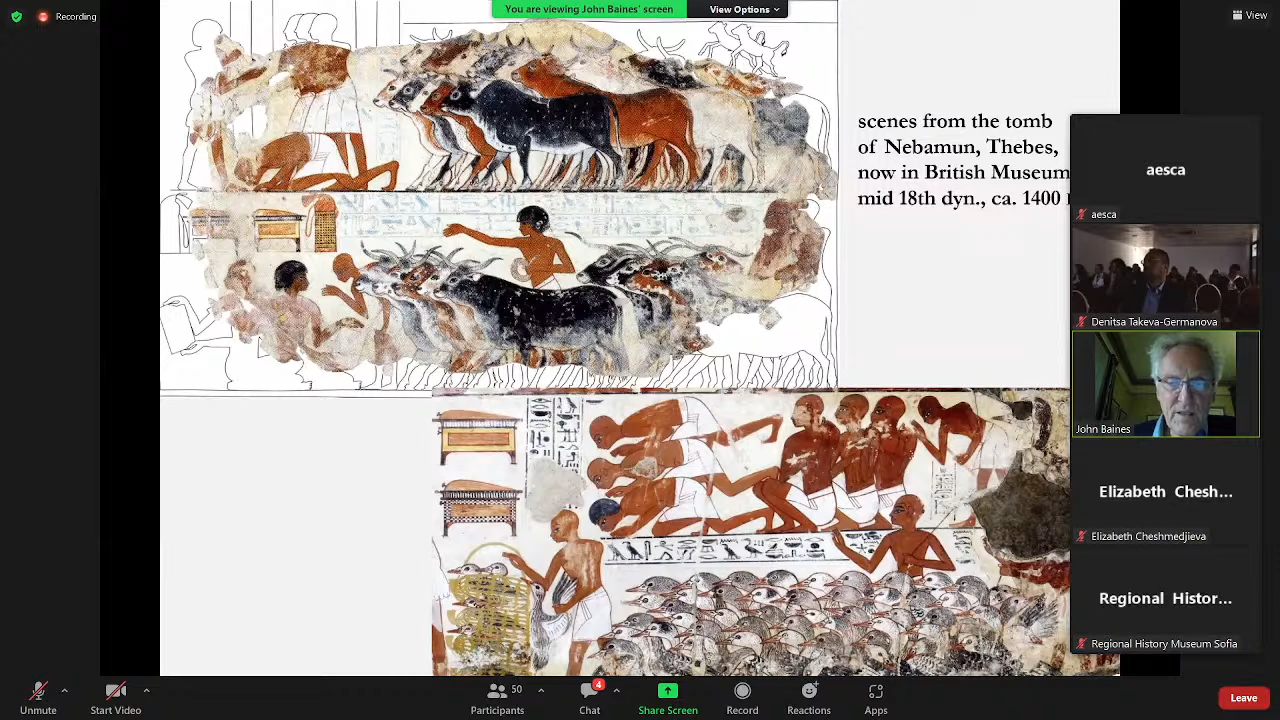 Recording
You are viewing John Baines' screen
View Options
View
scenes from the tomb
of Nebamun, Thebes,
now in British Museum
mid 18th dyn., ca. 1400
aesca
aesca
Denitsa Takeva-Germanova
John Baines
Elizabeth Chesh...
Elizabeth Cheshmedjieva
Regional Histor...
Regional History Museum Sofia
Unmute
Start Video
50
Participants
4
Chat
Share Screen
Record
Reactions
Apps
Leave